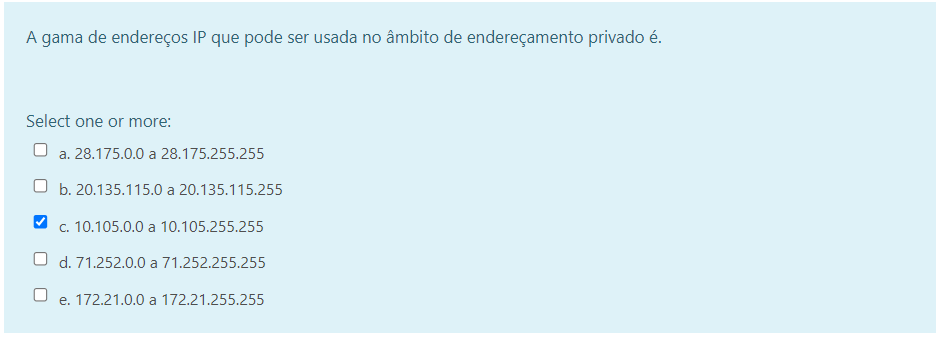 A gama de endereços IP que pode ser usada no âmbito de endereçamento privado é.
Select one or more:
a. 28.175.0.0 a 28.175.255.255
b. 20.135.115.0 a 20.135.115.255
c. 10.105.0.0 a 10.105.255.255
d. 71.252.0.0 a 71.252.255.255
e. 172.21.0.0 a 172.21.255.255